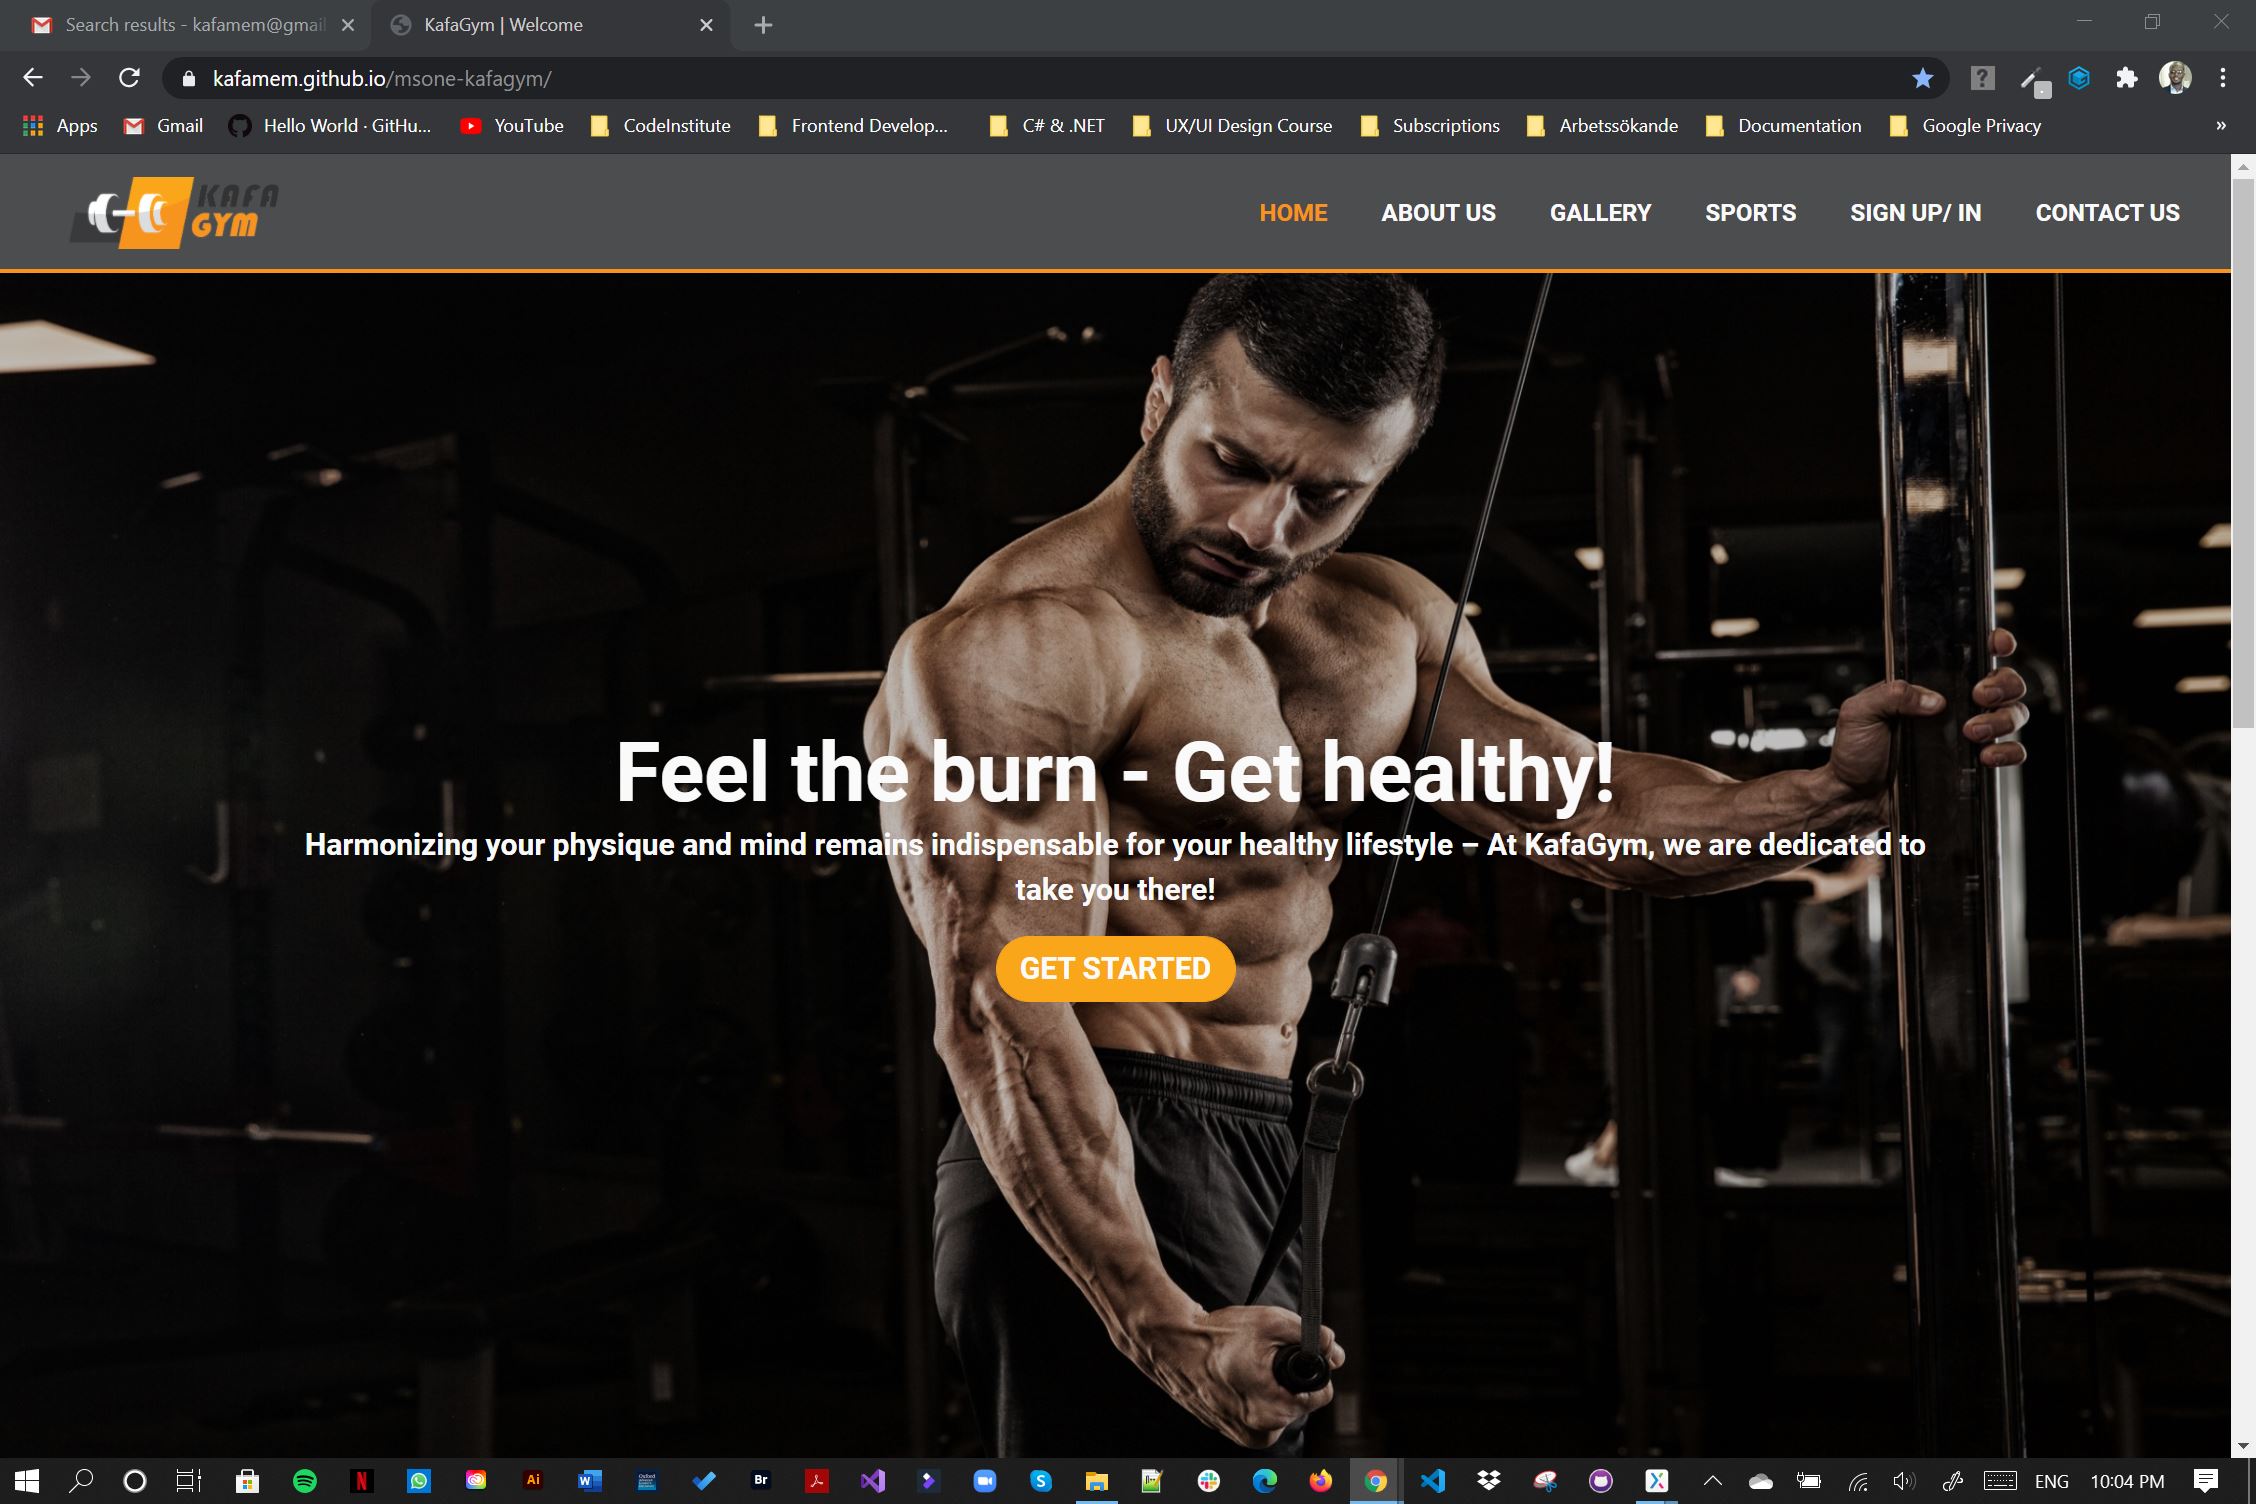 Search results - kafamem@gmail
KafaGym | Welcome
kafamem.github.io/msone-kafagym/
Apps
Gmail
Hello World · GitHu...
YouTube
CodeInstitute
Frontend Develop...
C# & .NET
UX/UI Design Course
Subscriptions
Arbetssökande
Documentation
Google Privacy
»
KAFA
GYM
HOME
ABOUT US
GALLERY
SPORTS
SIGN UP/ IN
CONTACT US
Feel the burn - Get healthy!
Harmonizing your physique and mind remains indispensable for your healthy lifestyle – At KafaGym, we are dedicated to
take you there!
GET STARTED
N
Ai
W
Oxford
Br
S
X
ENG
10:04 PM